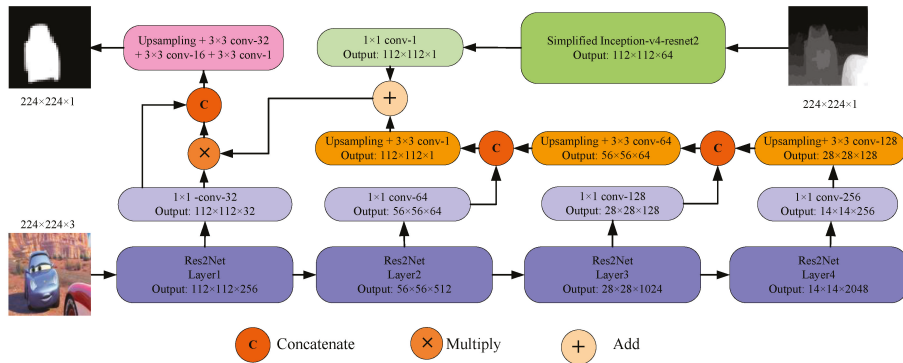 Upsampling + 3×3 conv-32
+ 3×3 conv-16 + 3×3 conv-1
1×1 conv-1
Output: 112×112×1
Simplified Inception-v4-resnet2
Output: 112×112×64
224×224×1
224×224×1
C
+
×
Upsampling + 3×3 conv-1
Output: 112×112×1
C
Upsampling + 3×3 conv-64
Output: 56×56×64
C
Upsampling+ 3×3 conv-128
Output: 28×28×128
1×1 -conv-32
Output: 112×112×32
1×1 conv-64
Output: 56×56×64
1×1 conv-128
Output: 28×28×128
1×1 conv-256
Output: 14×14×256
224×224×3
Res2Net
Layer1
Output: 112×112×256
Res2Net
Layer2
Output: 56×56×512
Res2Net
Layer3
Output: 28×28×1024
Res2Net
Layer4
Output: 14×14×2048
C Concatenate
× Multiply
+ Add